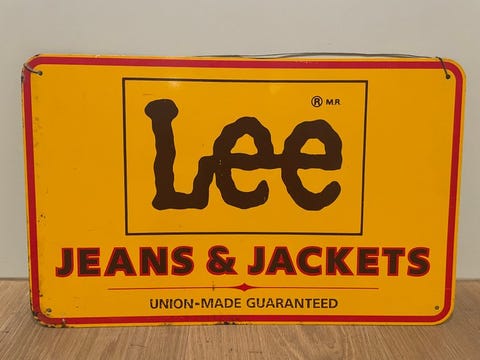 ® M.R.
Lee
JEANS & JACKETS
UNION-MADE GUARANTEED